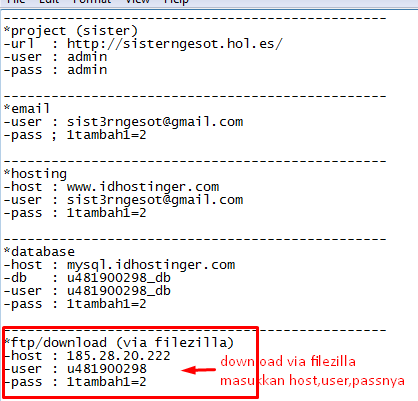 File Edit Format View Help
-----------------------------------------------
*project (sister)
-url  : http://sisterngesot.hol.es/
-user : admin
-pass : admin
-----------------------------------------------
*email
-user : sist3rngesot@gmail.com
-pass ; 1tambah1=2
-----------------------------------------------
*hosting
-host : www.idhostinger.com
-user : sist3rngesot@gmail.com
-pass : 1tambah1=2
-----------------------------------------------
*database
-host : mysql.idhostinger.com
-db   : u481900298_db
-user : u481900298_db
-pass : 1tambah1=2
-----------------------------------------------
*ftp/download (via filezilla)
-host : 185.28.20.222
-user : u481900298
-pass : 1tambah1=2
download via filezilla
masukkan host,user,passnya